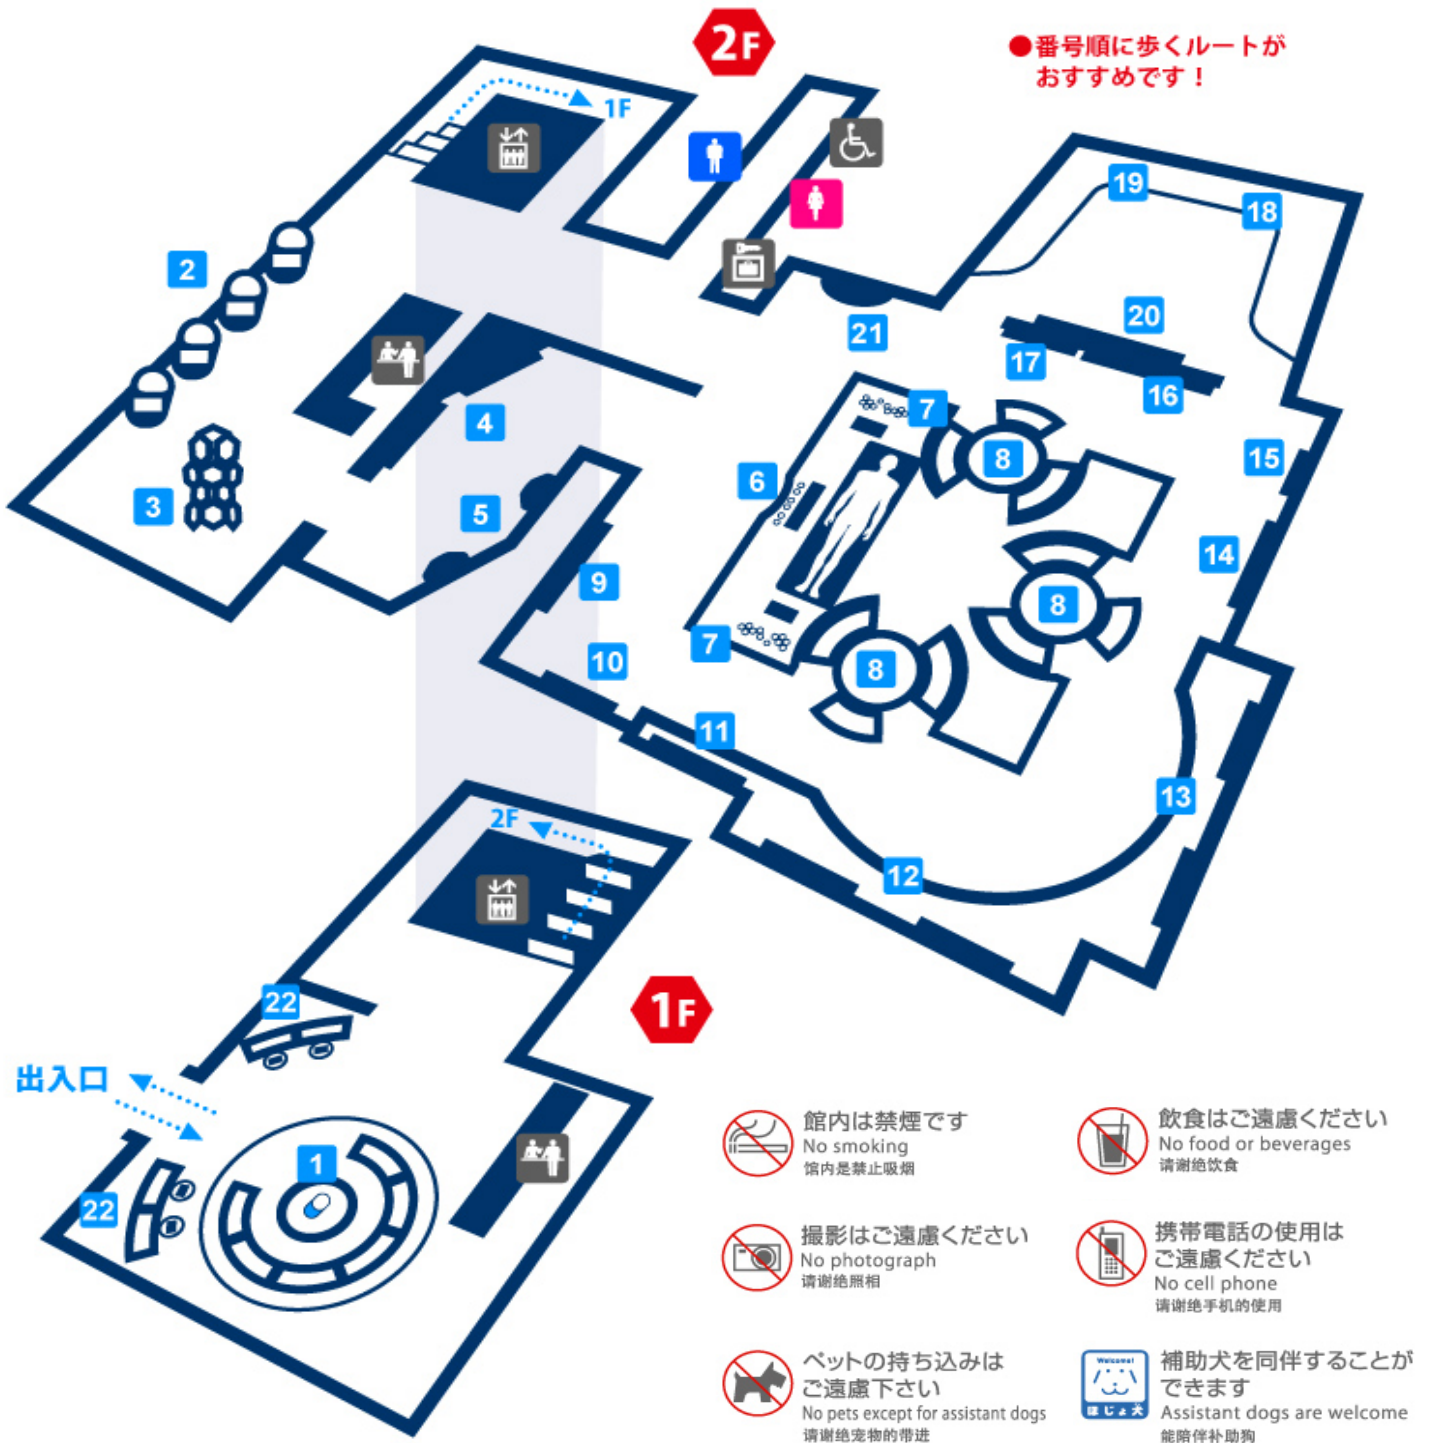 2F
●番号順に歩くルートが
おすすめです！
1F
19
18
2
21
20
17
16
4
7
8
15
3
5
6
14
9
8
10
7
8
11
13
12
2F
22
1F
出入口
1
22
館内は禁煙です
No smoking
馆内是禁止吸烟
飲食はご遠慮ください
No food or beverages
请谢绝饮食
撮影はご遠慮ください
No photograph
请谢绝照相
携帯電話の使用は
ご遠慮ください
No cell phone
请谢绝手机的使用
ペットの持ち込みは
ご遠慮下さい
No pets except for assistant dogs
请谢绝宠物的带进
Welcome!
ほじょ犬
補助犬を同伴することが
できます
Assistant dogs are welcome
能陪伴补助狗